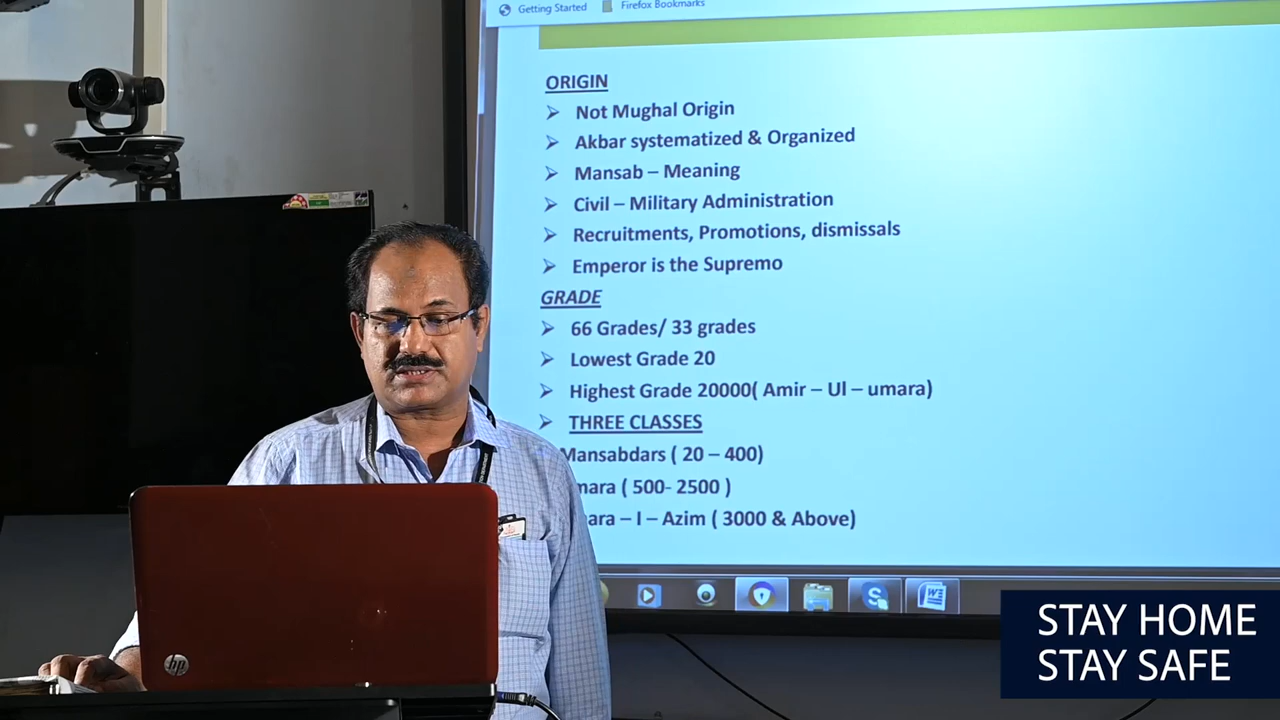 Getting Started Firefox Bookmarks
ORIGIN
Not Mughal Origin
Akbar systematized & Organized
Mansab – Meaning
Civil – Military Administration
Recruitments, Promotions, dismissals
Emperor is the Supremo
GRADE
66 Grades/ 33 grades
Lowest Grade 20
Highest Grade 20000( Amir – Ul – umara)
THREE CLASSES
Mansabdars ( 20 – 400)
mara ( 500- 2500 )
ara – I – Azim ( 3000 & Above)
hp
STAY HOME
STAY SAFE